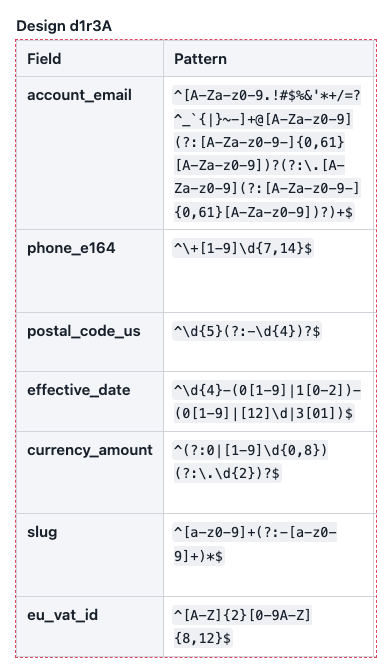 Design d1r3A
Field Pattern
account_email ^[A-Za-z0-9.!#$%&'*+/=?
^_`{|}~-]+@[A-Za-z0-9]
(?:[A-Za-z0-9-]{0,61}
[A-Za-z0-9])?(?:\.[A-
Za-z0-9](?:[A-Za-z0-9-]
{0,61}[A-Za-z0-9])?)+$
phone_e164 ^\+[1-9]\d{7,14}$
postal_code_us ^\d{5}(?:-\d{4})?$
effective_date ^\d{4}-(0[1-9]|1[0-2])-
(0[1-9]|[12]\d|3[01])$
currency_amount ^(?:0|[1-9]\d{0,8})
(?:\.\d{2})?$
slug ^[a-z0-9]+(?:-[a-z0-
9]+)*$
eu_vat_id ^[A-Z]{2}[0-9A-Z]
{8,12}$